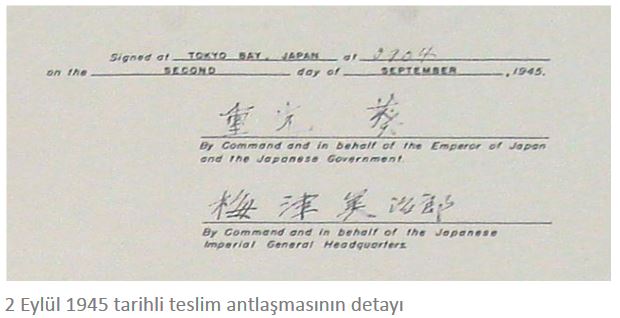 Signed at TOKYO BAY, JAPAN at 0904
on the SECOND day of SEPTEMBER, 1945.
重光 葵
By Command and in behalf of the Emperor of Japan
and the Japanese Government.
梅津美治郎
By Command and in behalf of the Japanese
Imperial General Headquarters.
2 Eylül 1945 tarihli teslim antlaşmasının detayı